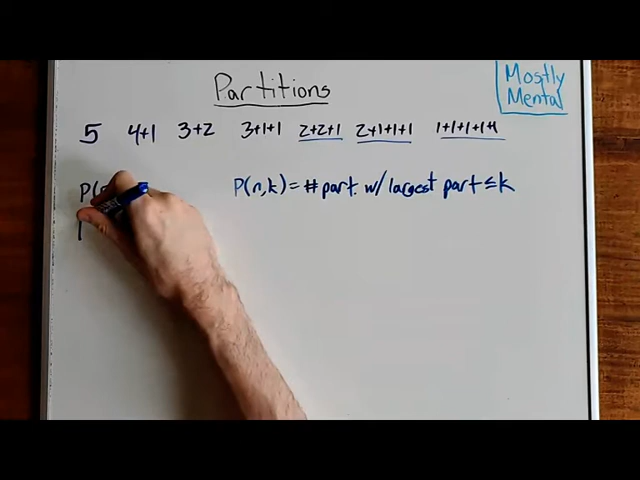 Partitions
Mostly
Mental
5 4+1 3+2 3+1+1 2+2+1 2+1+1+1 1+1+1+1+1
P(n,k) = # part. w/ largest part ≤ k